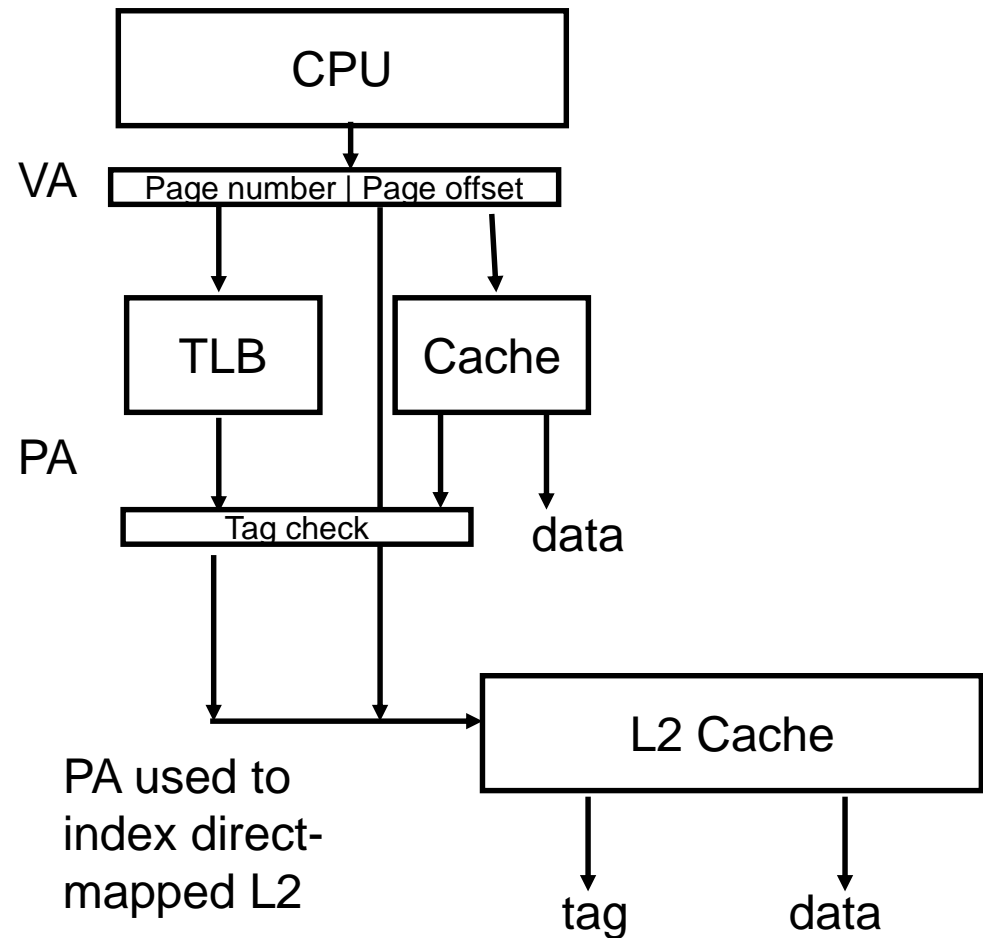 CPU
VA
Page number | Page offset
TLB
Cache
PA
Tag check
data
L2 Cache
PA used to
index direct-
mapped L2
tag
data